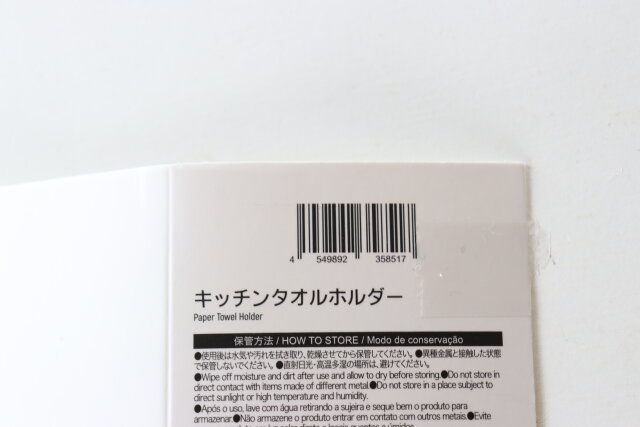 4 549892 358517
キッチンタオルホルダー
Paper Towel Holder
保管方法 / HOW TO STORE / Modo de conservação
●使用後は水気や汚れを拭き取り、乾燥させてから保管してください。●異種金属と接触した状態
で保管しないでください。●直射日光・高温多湿の場所は、避けてください。
●Wipe off moisture and dirt after use and allow to dry before storing.●Do not store in
direct contact with items made of different metal.●Do not store in a place subject to
direct sunlight or high temperature and humidity.
●Após o uso, lave com água retirando a sujeira e seque bem o produto para
armazenar.●Não armazene o produto entrar em contato com outros metais.●Evite